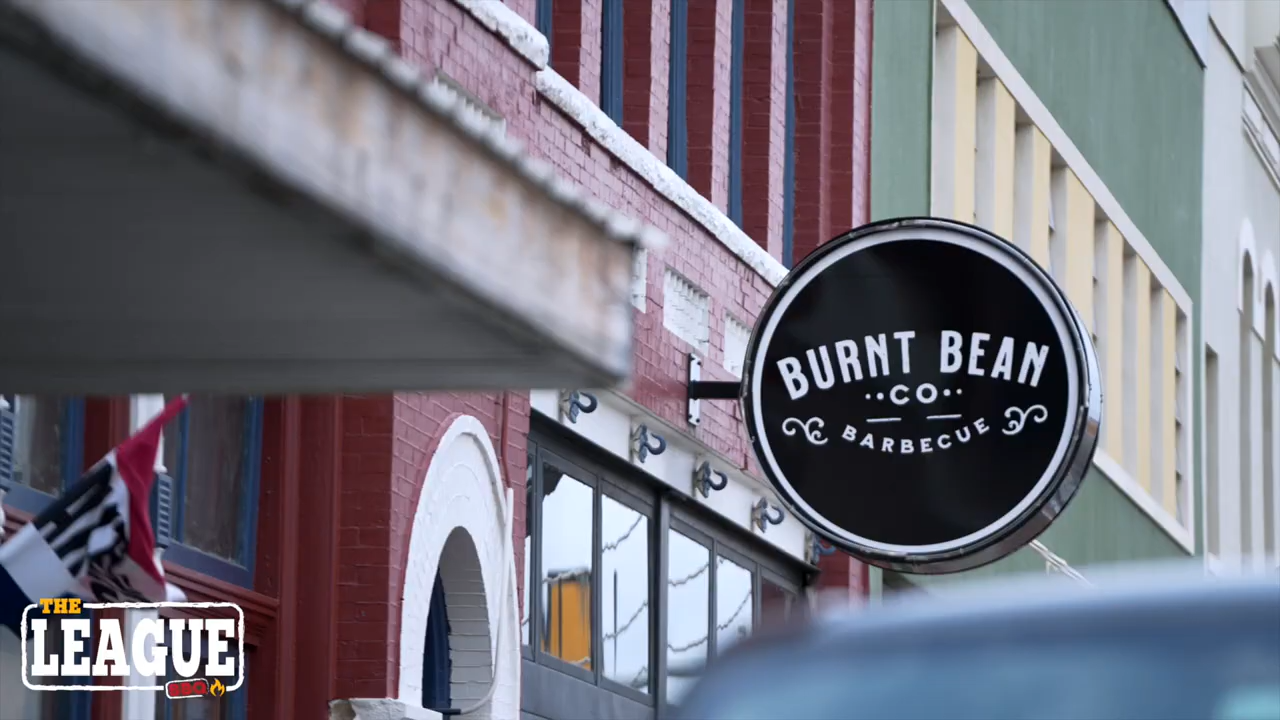 BURNT BEAN
··CO··
BARBECUE
THE
LEAGUE
BBQ